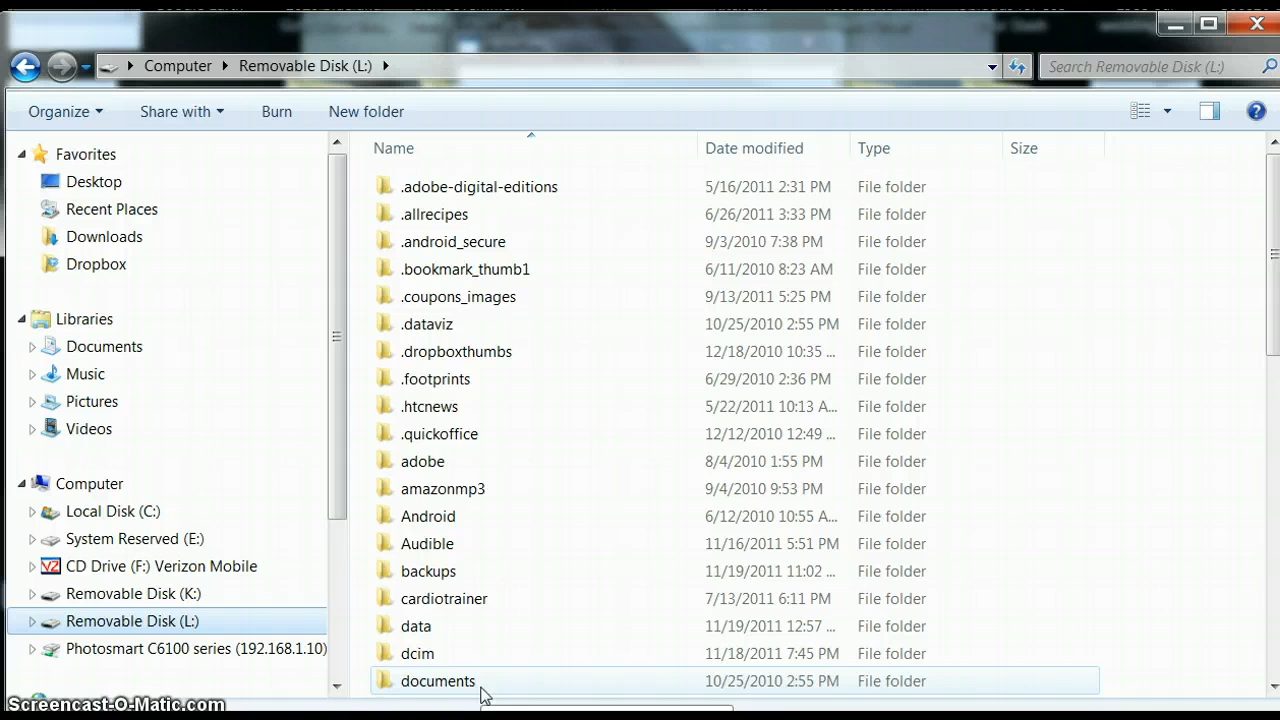 Computer Removable Disk (L:) Search Removable Disk (L:)
Organize Share with Burn New folder
Favorites
Desktop
Recent Places
Downloads
Dropbox
Libraries
Documents
Music
Pictures
Videos
Computer
Local Disk (C:)
System Reserved (E:)
CD Drive (F:) Verizon Mobile
Removable Disk (K:)
Removable Disk (L:)
Photosmart C6100 series (192.168.1.10)
Name Date modified Type Size
.adobe-digital-editions 5/16/2011 2:31 PM File folder
.allrecipes 6/26/2011 3:33 PM File folder
.android_secure 9/3/2010 7:38 PM File folder
.bookmark_thumb1 6/11/2010 8:23 AM File folder
.coupons_images 9/13/2011 5:25 PM File folder
.dataviz 10/25/2010 2:55 PM File folder
.dropboxthumbs 12/18/2010 10:35 ... File folder
.footprints 6/29/2010 2:36 PM File folder
.htcnews 5/22/2011 10:13 A... File folder
.quickoffice 12/12/2010 12:49 ... File folder
adobe 8/4/2010 1:55 PM File folder
amazonmp3 9/4/2010 9:53 PM File folder
Android 6/12/2010 10:55 A... File folder
Audible 11/16/2011 5:51 PM File folder
backups 11/19/2011 11:02 ... File folder
cardiotrainer 7/13/2011 6:11 PM File folder
data 11/19/2011 12:57 ... File folder
dcim 11/18/2011 7:45 PM File folder
documents 10/25/2010 2:55 PM File folder
Screencast-O-Matic.com